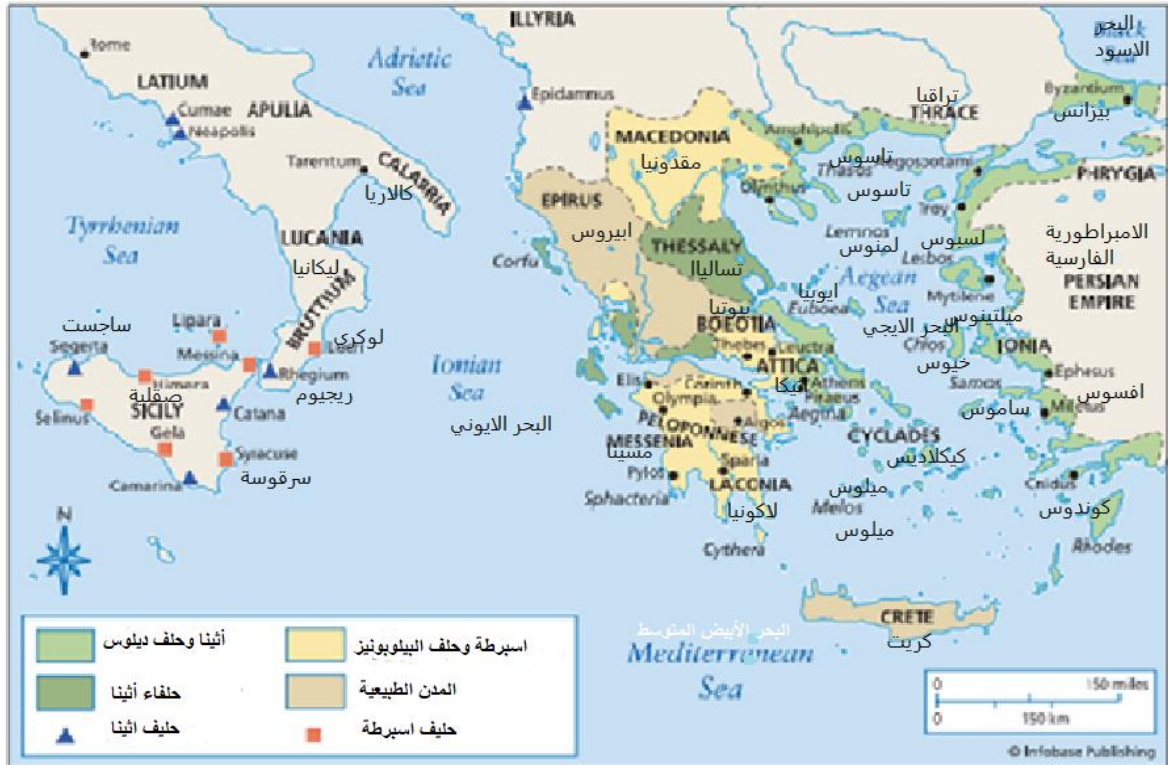 ILLYRIA
البحر
الاسود
Black
Sea
Rome
Adriatic
Sea
LATIUM
APULIA
Cumae
Neapolis
Epidamnus
تراقيا
THRACE
Byzantium
بيزانس
MACEDONIA
مقدونيا
Amphipolis
تاسوس
Thasos
Aegospotami
PHRYGIA
Tarentum
كالاريا
CALABRIA
Olinthus
تاسوس
EPIRUS
ابيروس
Troy
Tyrrhenian
Sea
LUCANIA
ليكانيا
Corfu
THESSALY
تساليال
Lemnos
لمنوس
لسبوس
Lesbos
الامبراطورية
الفارسية
PERSIAN
EMPIRE
BRUTTIUM
Aegean
Sea
ايوبيا
Euboea
Mytilene
ميلتينوس
بيوتيا
BOEOTIA
البحر الايجي
Chios
خيوس
IONIA
ساجست
Segerta
Lipara
Messina
لوكري
Locri
Rhegium
ريجيوم
Ionian
Sea
البحر الايوني
Thebes
Leuctra
ATTICA
اتيكا
Athens
Piraeus
Aegina
Elis
Corinth
Olympia
Samos
ساموس
Ephesus
افسوس
Miletus
Himara
صقلية
SICILY
Selinus
Catana
Gela
Syracuse
سرقوسة
Camarina
PELOPONNESE
Argos
MESSENIA
مسينا
Sparta
Pylos
LACONIA
لاكونيا
Sphacteria
CYCLADES
كيكلاديس
ميلوس
Melos
ميلوس
Cnidus
كوندوس
Rhodes
Cythera
N
CRETE
كريت
البحر الأبيض المتوسط
Mediterranean
Sea
أثينا وحلف ديلوس
اسبرطة وحلف البيلوبونيز
حلفاء أثينا
المدن الطبيعية
حليف اثينا
حليف اسبرطة
0 150 miles
0 150 km
© Infobase Publishing